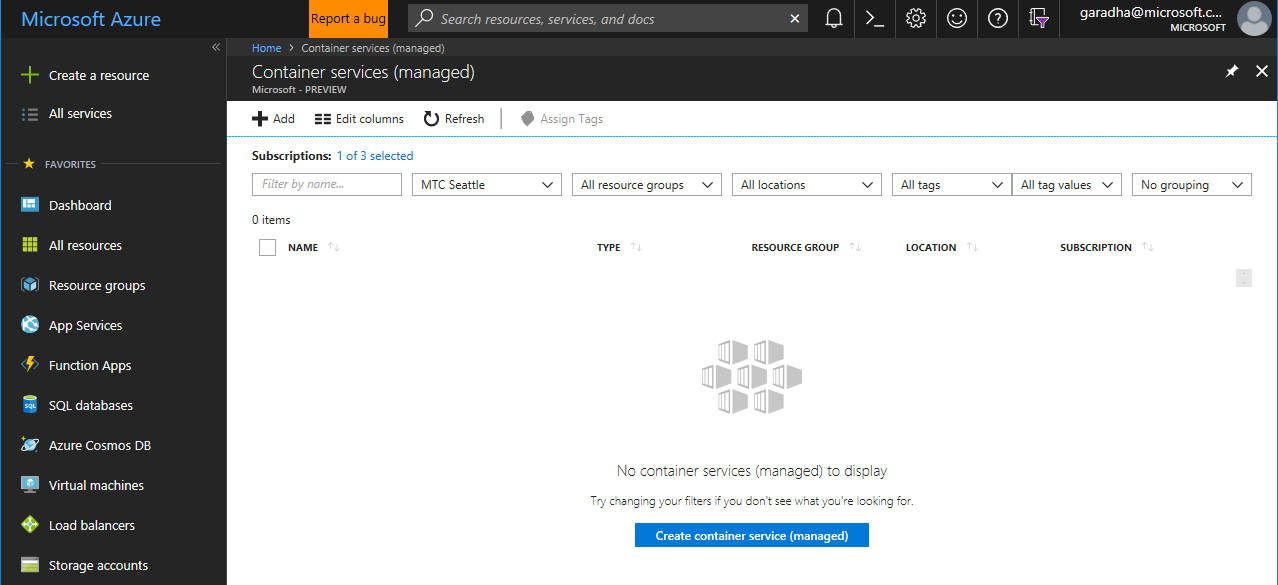 Microsoft Azure
Report a bug
Search resources, services, and docs
garadha@microsoft.c...
MICROSOFT
Create a resource
All services
FAVORITES
Dashboard
All resources
Resource groups
App Services
Function Apps
SQL
SQL databases
Azure Cosmos DB
Virtual machines
Load balancers
Storage accounts
Home > Container services (managed)
Container services (managed)
Microsoft - PREVIEW
Add Edit columns Refresh Assign Tags
Subscriptions: 1 of 3 selected
Filter by name... MTC Seattle All resource groups All locations All tags All tag values No grouping
0 items
NAME TYPE RESOURCE GROUP LOCATION SUBSCRIPTION
No container services (managed) to display
Try changing your filters if you don't see what you're looking for.
Create container service (managed)